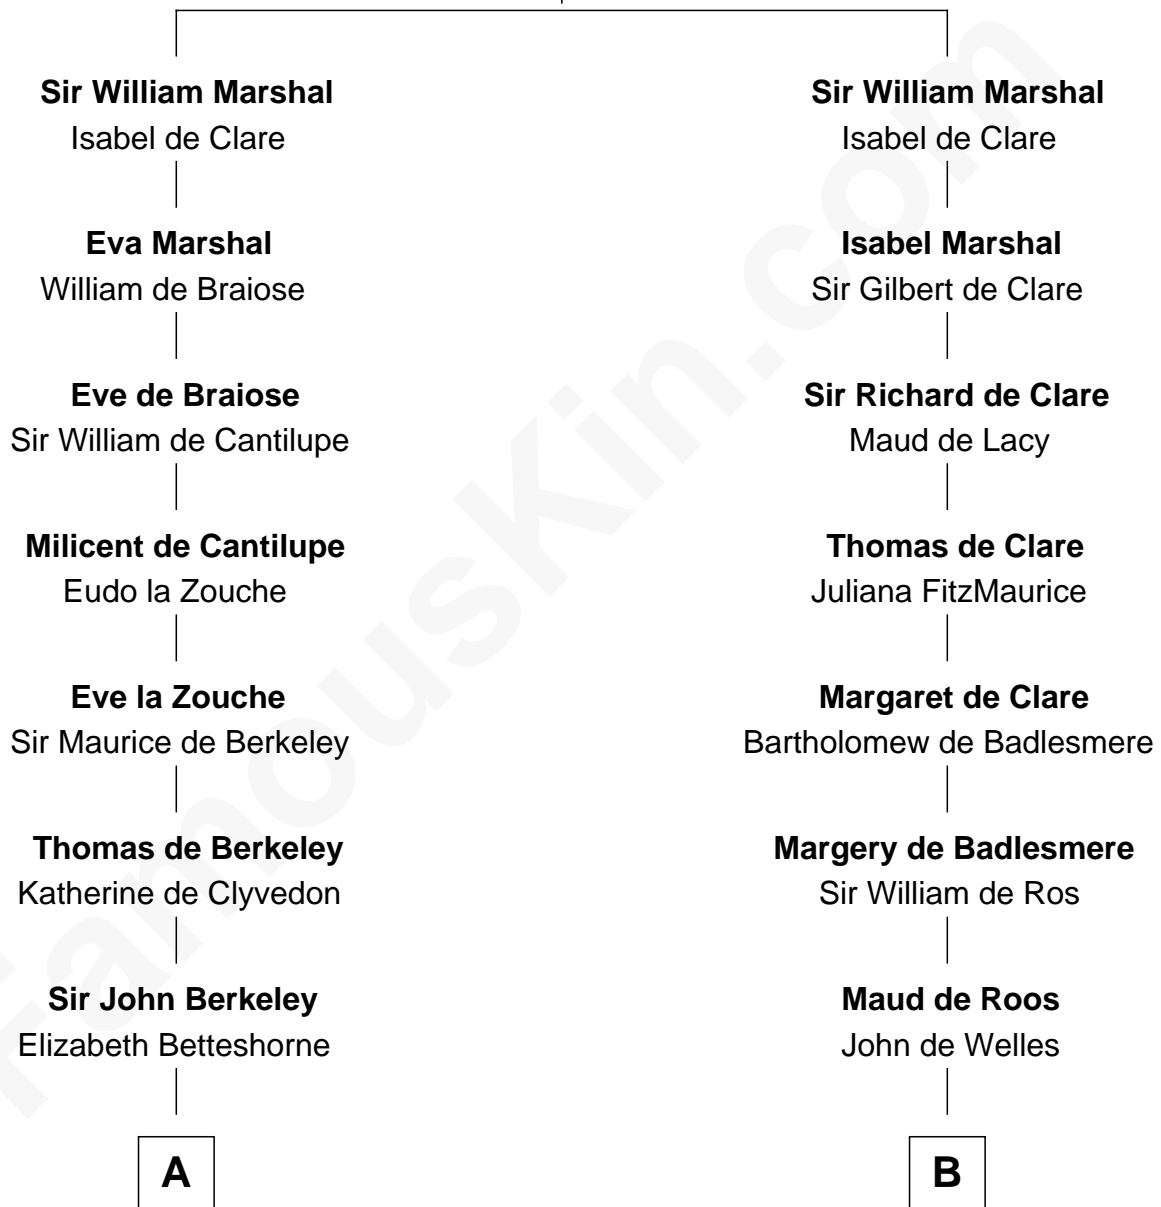 Sir William Marshal
Isabel de Clare
Eva Marshal
William de Braiose
Eve de Braiose
Sir William de Cantilupe
Milicent de Cantilupe
Eudo la Zouche
Eve la Zouche
Sir Maurice de Berkeley
Thomas de Berkeley
Katherine de Clyvedon
Sir John Berkeley
Elizabeth Betteshorne
A
Sir William Marshal
Isabel de Clare
Isabel Marshal
Sir Gilbert de Clare
Sir Richard de Clare
Maud de Lacy
Thomas de Clare
Juliana FitzMaurice
Margaret de Clare
Bartholomew de Badlesmere
Margery de Badlesmere
Sir William de Ros
Maud de Roos
John de Welles
B
FamousKin.com